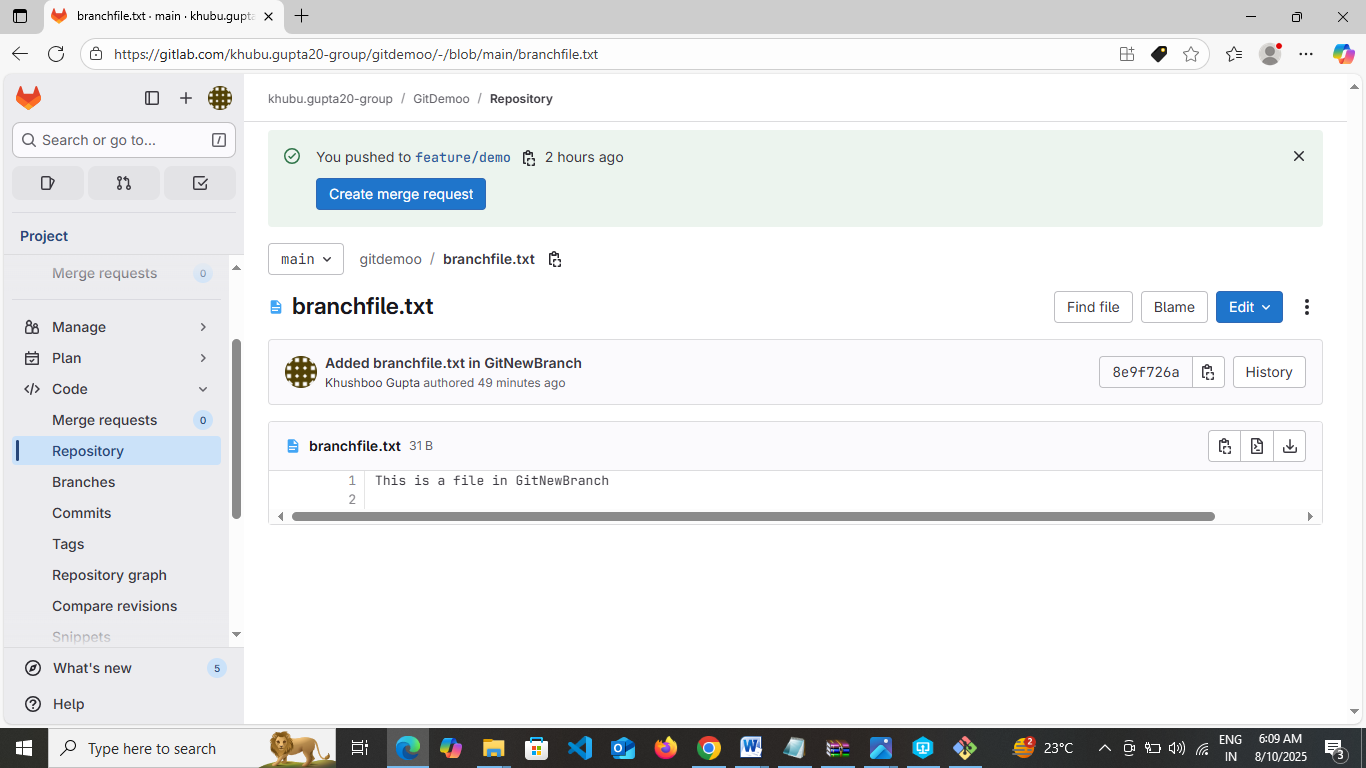 branchfile.txt · main · khubu.gupta
https://gitlab.com/khubu.gupta20-group/gitdemoo/-/blob/main/branchfile.txt
khubu.gupta20-group / GitDemoo / Repository
Search or go to... /
You pushed to feature/demo 2 hours ago
Create merge request
Project
main gitdemoo / branchfile.txt
Merge requests 0
branchfile.txt
Find file Blame Edit
Manage
Plan
Code
Added branchfile.txt in GitNewBranch
Khushboo Gupta authored 49 minutes ago
8e9f726a History
Merge requests 0
Repository
Branches
Commits
Tags
Repository graph
Compare revisions
Snippets
branchfile.txt 31 B
1 This is a file in GitNewBranch
2
What's new 5
Help
Type here to search
2 23°C
ENG
IN
6:09 AM
8/10/2025
3